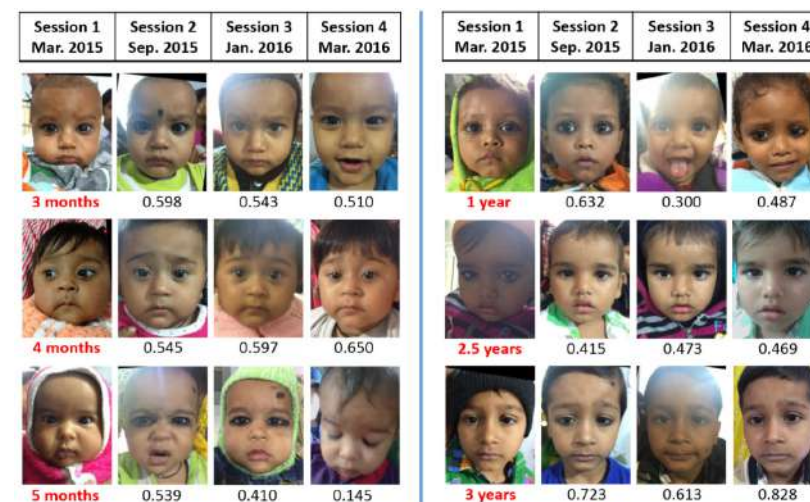 Session 1 Session 2 Session 3 Session 4
Mar. 2015 Sep. 2015 Jan. 2016 Mar. 2016
3 months 0.598 0.543 0.510
4 months 0.545 0.597 0.650
5 months 0.539 0.410 0.145
Session 1 Session 2 Session 3 Session 4
Mar. 2015 Sep. 2015 Jan. 2016 Mar. 2016
1 year 0.632 0.300 0.487
2.5 years 0.415 0.473 0.469
3 years 0.723 0.613 0.828